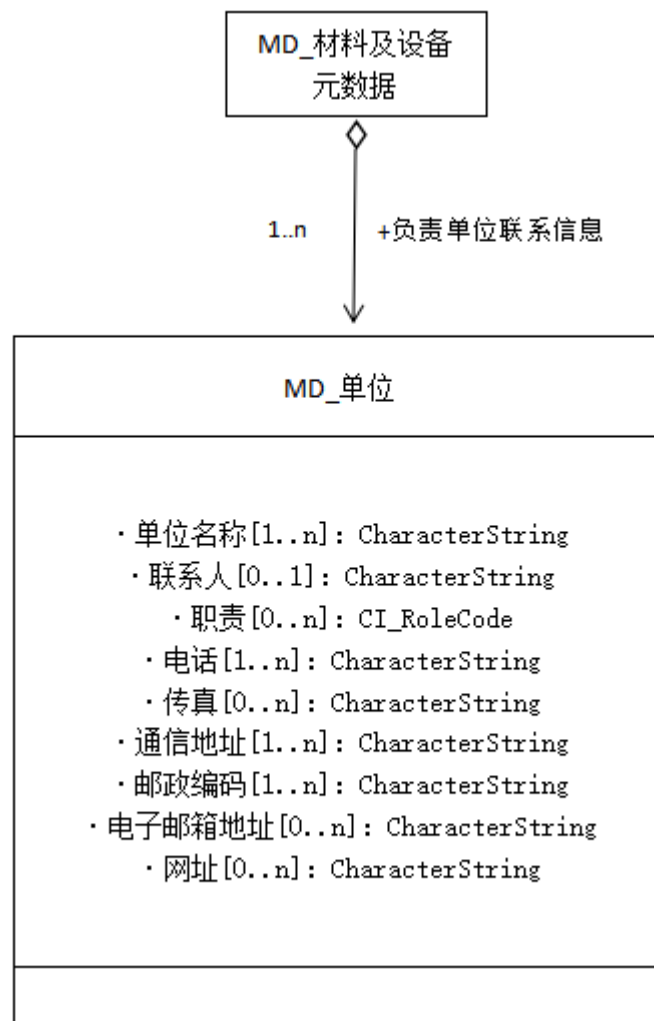 MD_材料及设备
元数据
1..n
+负责单位联系信息
MD_单位
·单位名称[1..n]: CharacterString
·联系人[0..1]: CharacterString
·职责[0..n]: CI_RoleCode
·电话[1..n]: CharacterString
·传真[0..n]: CharacterString
·通信地址[1..n]: CharacterString
·邮政编码[1..n]: CharacterString
·电子邮箱地址[0..n]: CharacterString
·网址[0..n]: CharacterString